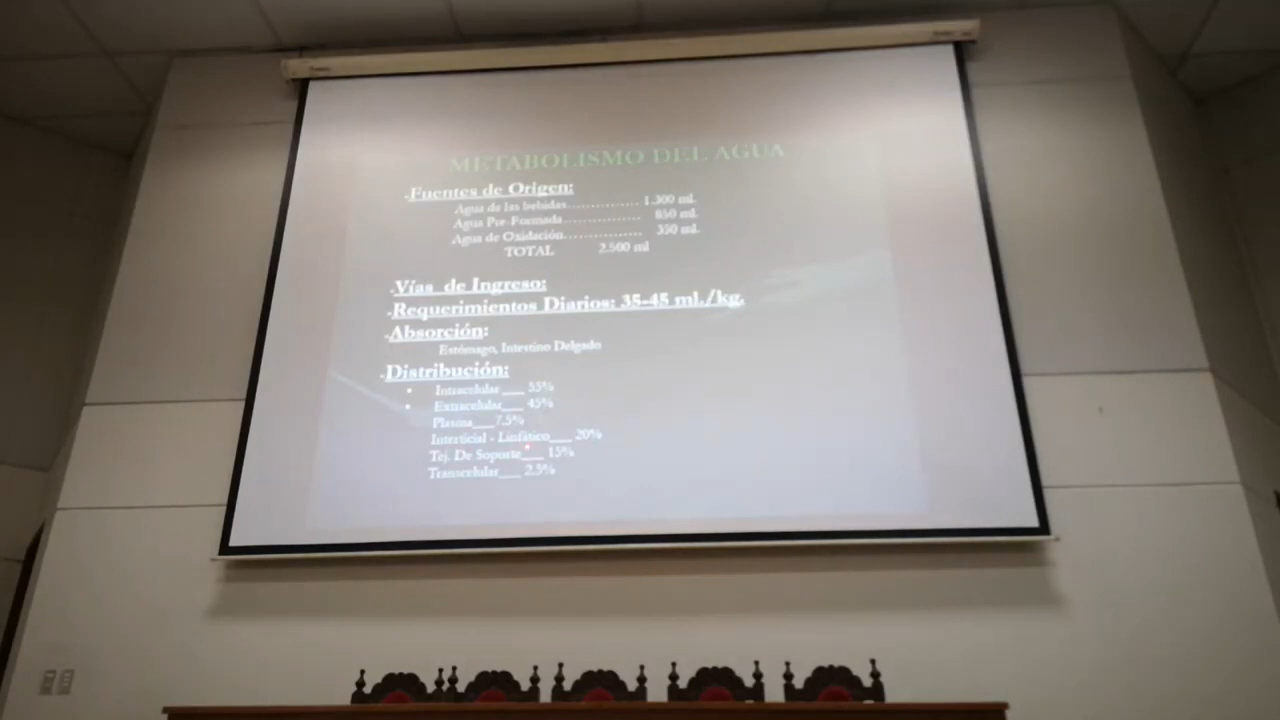 METABOLISMO DEL AGUA
-Fuentes de Origen:
Agua de las bebidas............... 1.300 ml.
Agua Pre-Formada............... 850 ml.
Agua de Oxidación............... 350 ml.
TOTAL 2.500 ml
-Vías de Ingreso:
-Requerimientos Diarios: 35-45 ml./kg.
-Absorción:
Estómago, Intestino Delgado
-Distribución:
• Intracelular___ 55%
• Extracelular___ 45%
Plasma___7.5%
Intersticial - Linfático___ 20%
Tej. De Soporte___ 15%
Transcelular___ 2.5%